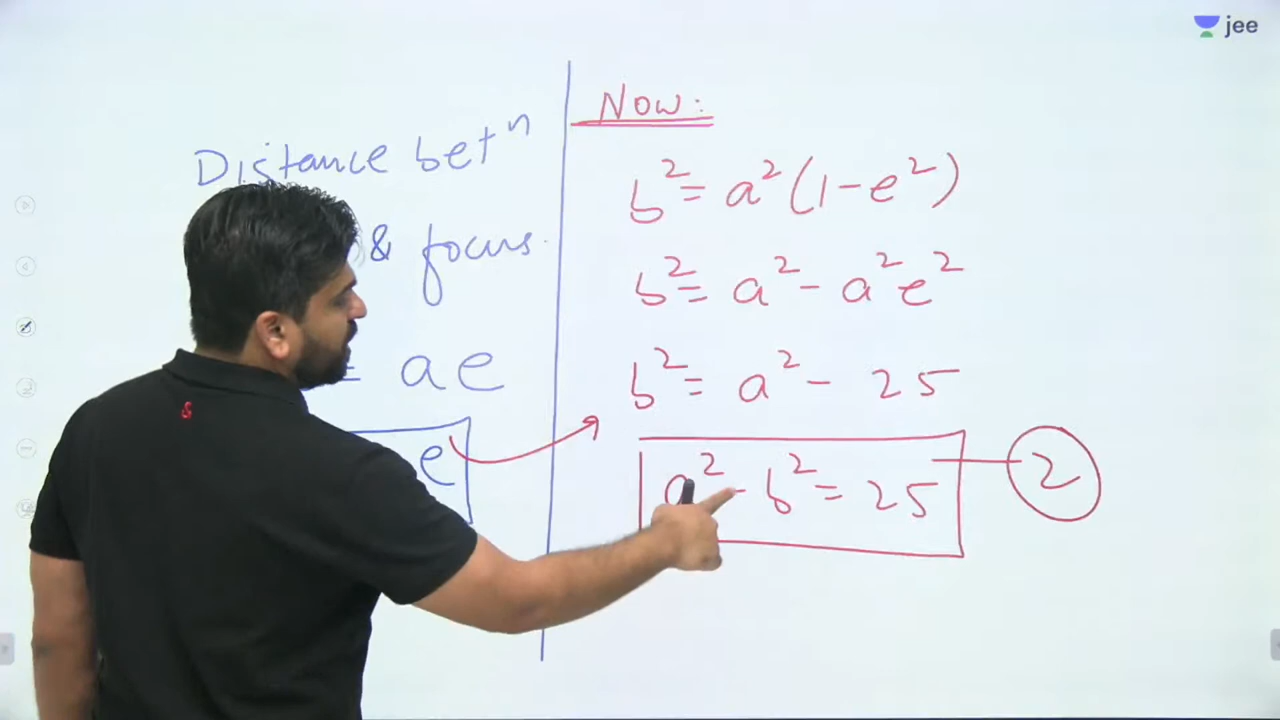 jee
Distance betⁿ
& focus.
= ae
e
Now:
b² = a²(1-e²)
b² = a² - a²e²
b² = a² - 25
a² - b² = 25
2